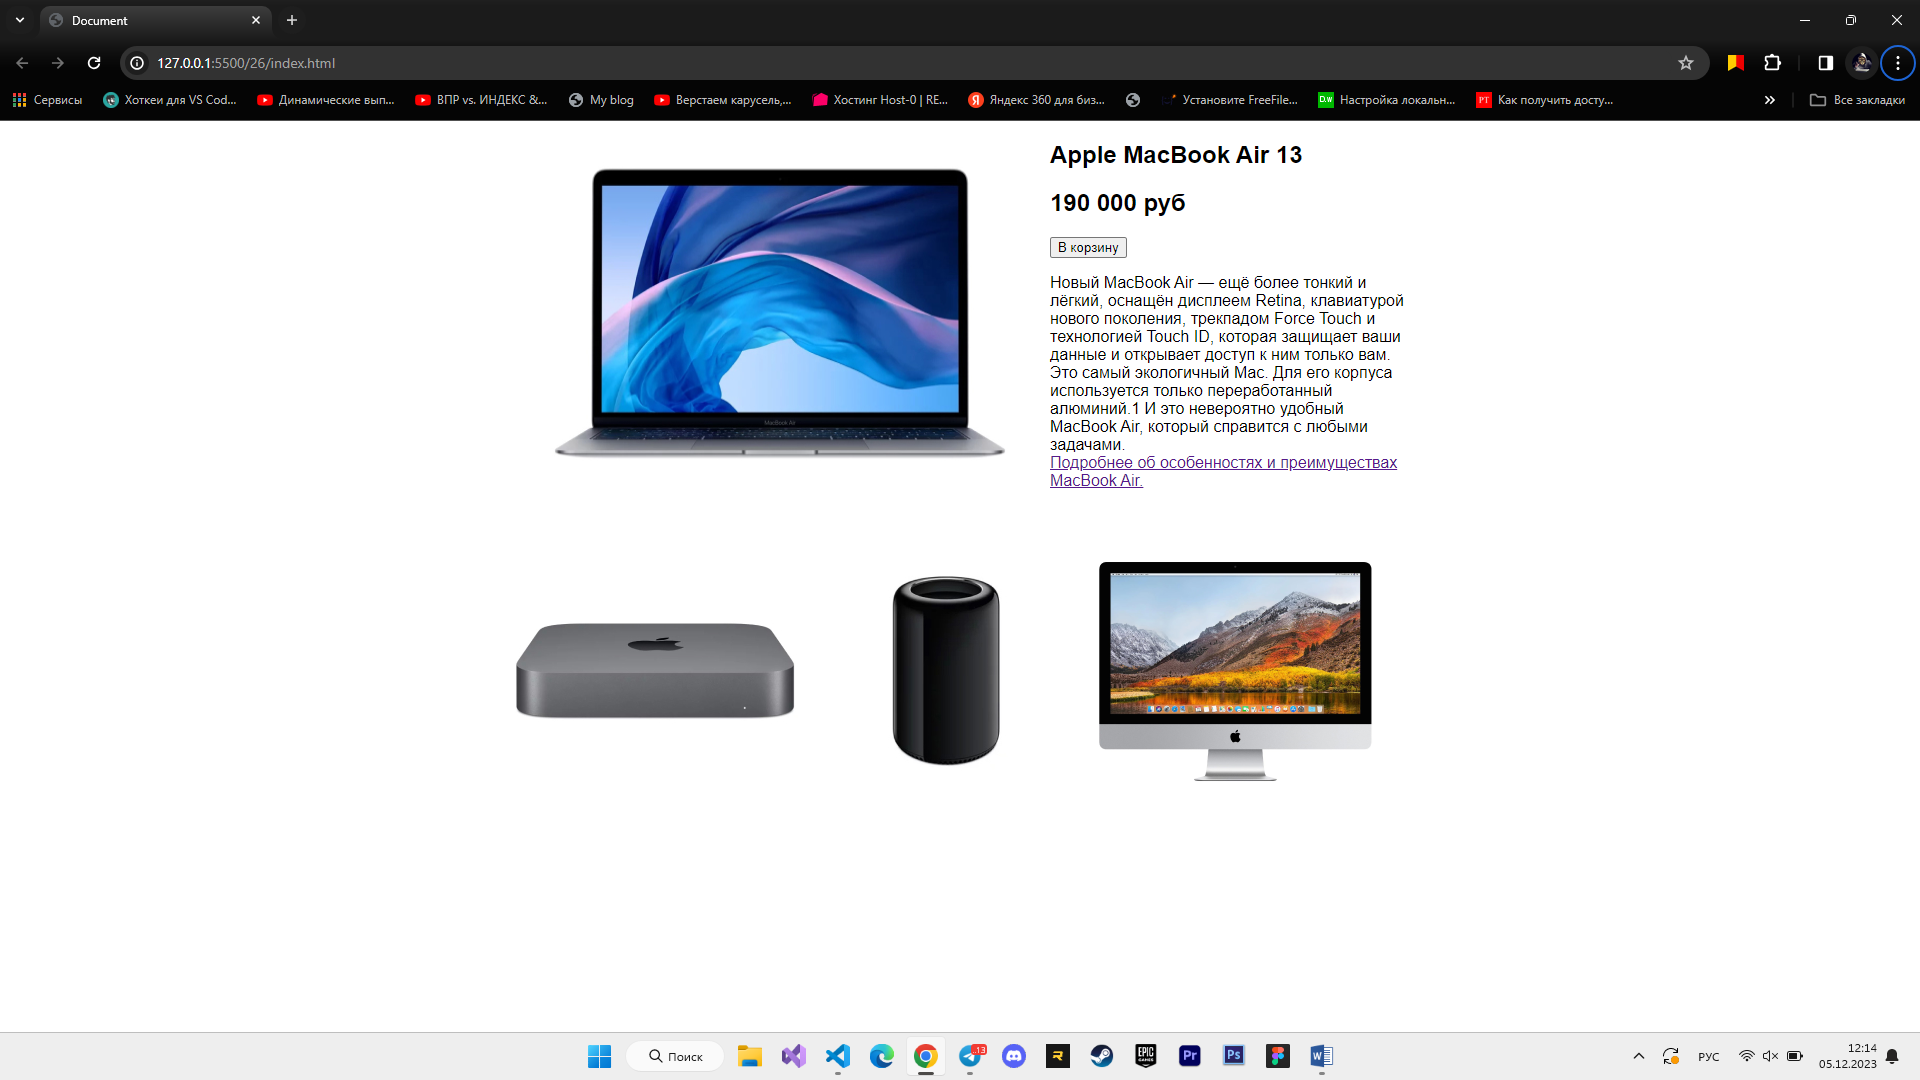 Document
127.0.0.1:5500/26/index.html
Сервисы
Хоткеи для VS Cod...
Динамические вып...
ВПР vs. ИНДЕКС &...
My blog
Верстаем карусель,...
Хостинг Host-0 | RE...
Яндекс 360 для биз...
Установите FreeFile...
Настройка локальн...
Как получить досту...
Все закладки
Apple MacBook Air 13
190 000 руб
В корзину
Новый MacBook Air — ещё более тонкий и
лёгкий, оснащён дисплеем Retina, клавиатурой
нового поколения, трекпадом Force Touch и
технологией Touch ID, которая защищает ваши
данные и открывает доступ к ним только вам.
Это самый экологичный Mac. Для его корпуса
используется только переработанный
алюминий.1 И это невероятно удобный
MacBook Air, который справится с любыми
задачами.
Подробнее об особенностях и преимуществах
MacBook Air.
MacBook Air
Поиск
13
РУС
12:14
05.12.2023